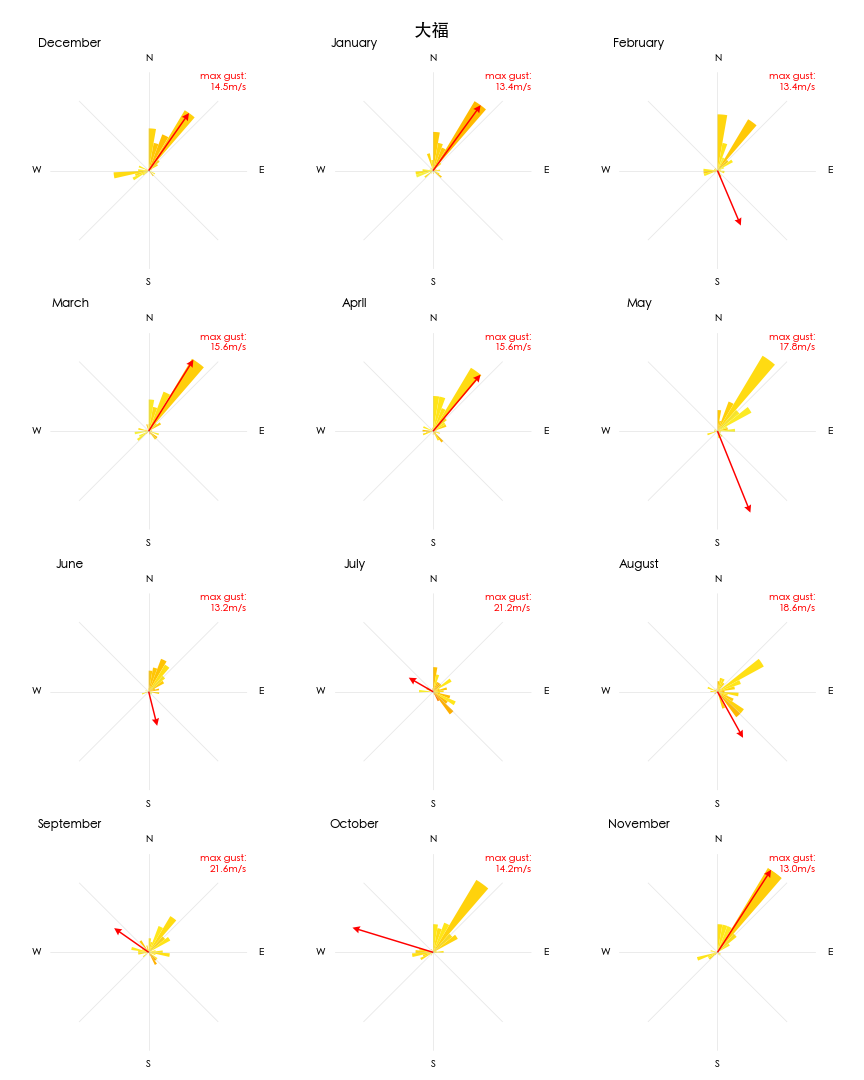 大福
December
N
max gust:
14.5m/s
W
E
S
January
N
max gust:
13.4m/s
W
E
S
February
N
max gust:
13.4m/s
W
E
S
March
N
max gust:
15.6m/s
W
E
S
April
N
max gust:
15.6m/s
W
E
S
May
N
max gust:
17.8m/s
W
E
S
June
N
max gust:
13.2m/s
W
E
S
July
N
max gust:
21.2m/s
W
E
S
August
N
max gust:
18.6m/s
W
E
S
September
N
max gust:
21.6m/s
W
E
S
October
N
max gust:
14.2m/s
W
E
S
November
N
max gust:
13.0m/s
W
E
S